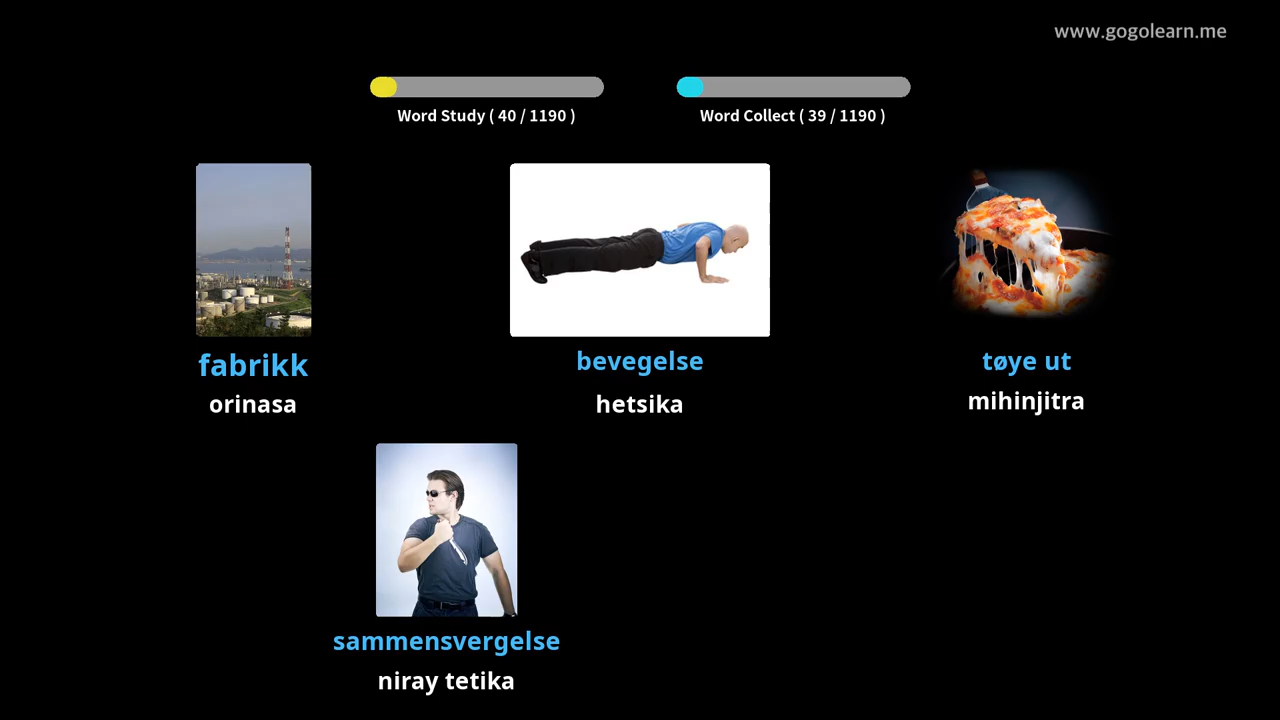 www.gogolearn.me
Word Study ( 40 / 1190 )
Word Collect ( 39 / 1190 )
fabrikk
orinasa
bevegelse
hetsika
tøye ut
mihinjitra
sammensvergelse
niray tetika